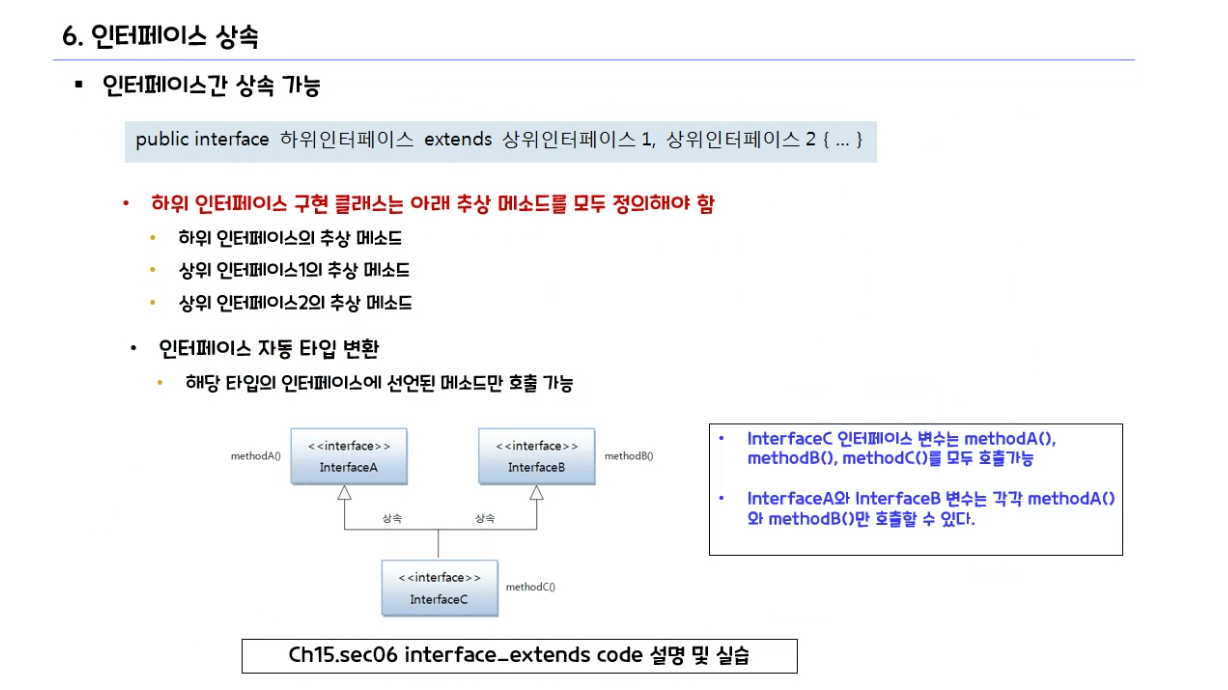 6. 인터페이스 상속
▪ 인터페이스간 상속 가능
public interface 하위인터페이스 extends 상위인터페이스 1, 상위인터페이스 2 { ... }
• 하위 인터페이스 구현 클래스는 아래 추상 메소드를 모두 정의해야 함
• 하위 인터페이스의 추상 메소드
• 상위 인터페이스1의 추상 메소드
• 상위 인터페이스2의 추상 메소드
• 인터페이스 자동 타입 변환
• 해당 타입의 인터페이스에 선언된 메소드만 호출 가능
methodA()
<<interface>>
InterfaceA
<<interface>>
InterfaceB
methodB()
상속
상속
<<interface>>
InterfaceC
methodC()
• InterfaceC 인터페이스 변수는 methodA(),
methodB(), methodC()를 모두 호출가능
• InterfaceA와 InterfaceB 변수는 각각 methodA()
와 methodB()만 호출할 수 있다.
Ch15.sec06 interface_extends code 설명 및 실습